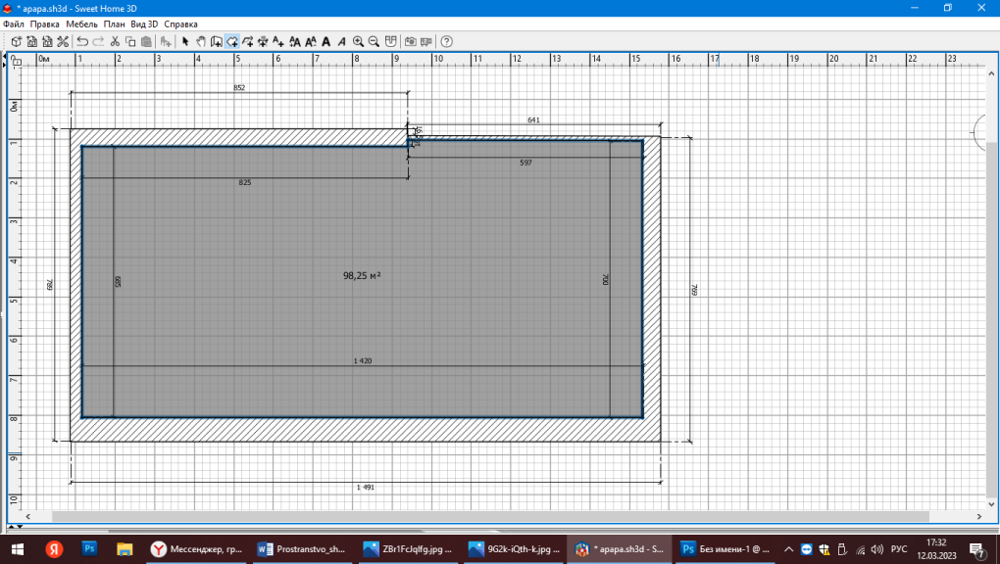 * apapa.sh3d - Sweet Home 3D
Файл Правка Мебель План Вид 3D Справка
0м 1 2 3 4 5 6 7 8 9 10 11 12 13 14 15 16 17 18 19 20 21 22 23
0м
1
2
3
4
5
6
7
8
9
10
852
641
597
825
98,25 м²
789
685
700
769
1 420
1 491
Мессенджер, гр...
Prostranstvo_sh...
ZBr1FcJqlfg.jpg ...
9G2k-iQth-k.jpg ...
* apapa.sh3d - S...
Без имени-1 @ ...
РУС
17:32
12.03.2023
7